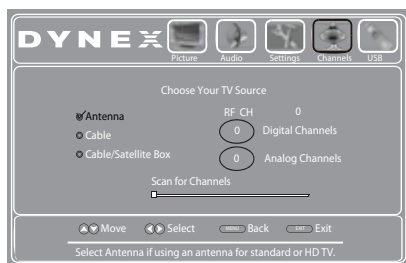 DYNEX
Picture Audio Settings Channels USB
Choose Your TV Source
Antenna RF CH 0
Cable 0 Digital Channels
Cable/Satellite Box 0 Analog Channels
Scan for Channels
Move Select MENU Back EXIT Exit
Select Antenna if using an antenna for standard or HD TV.